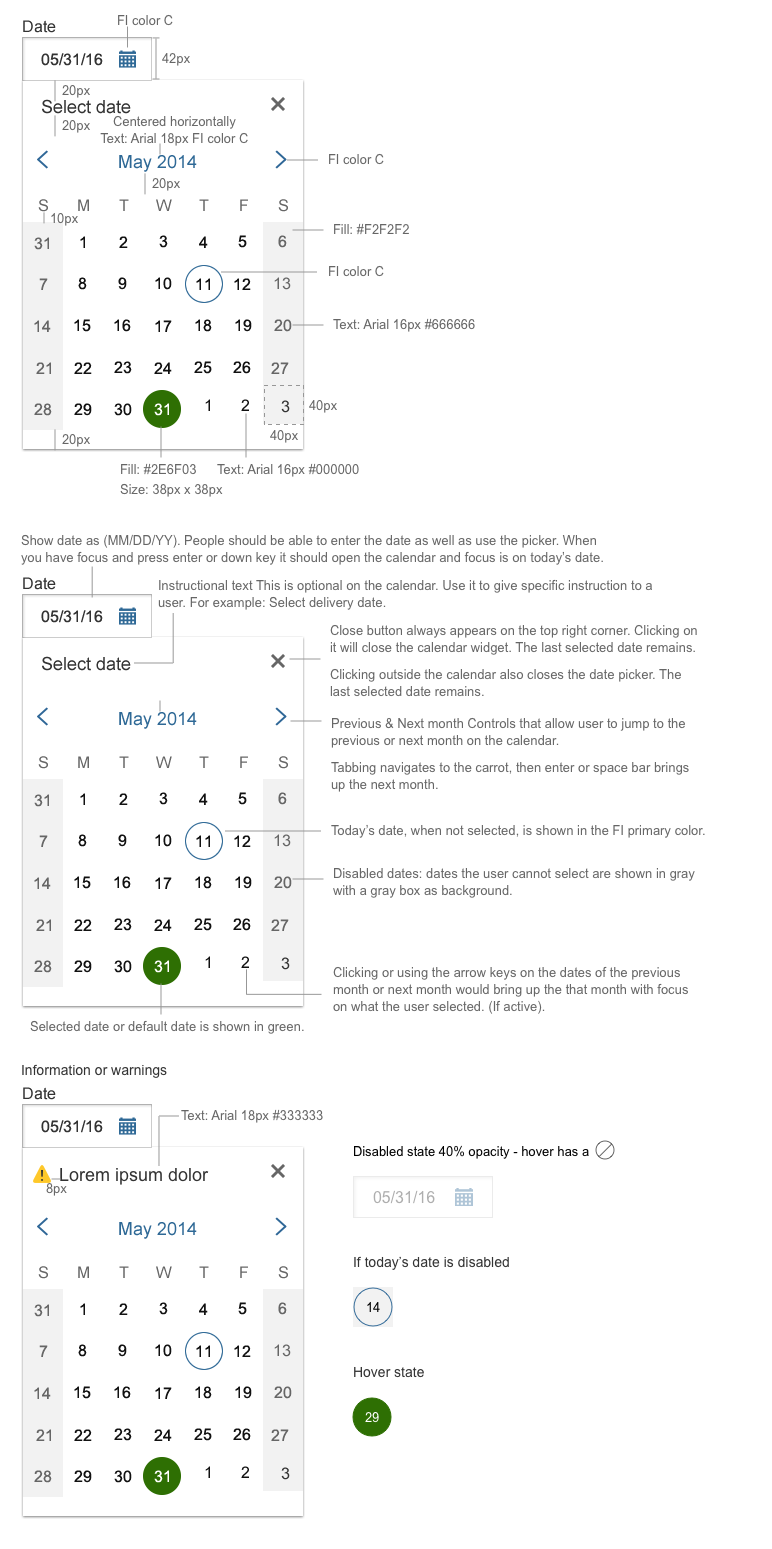 FI color C
Date
05/31/16
42px
20px
Select date
20px
Centered horizontally
Text: Arial 18px FI color C
May 2014
FI color C
20px
S M T W T F S
10px
31 1 2 3 4 5 6
Fill: #F2F2F2
FI color C
7 8 9 10 11 12 13
14 15 16 17 18 19 20
Text: Arial 16px #666666
21 22 23 24 25 26 27
28 29 30 31 1 2 3
40px
20px
40px
Fill: #2E6F03
Text: Arial 16px #000000
Size: 38px x 38px
Show date as (MM/DD/YY). People should be able to enter the date as well as use the picker. When
you have focus and press enter or down key it should open the calendar and focus is on today's date.
Date
Instructional text This is optional on the calendar. Use it to give specific instruction to a
user. For example: Select delivery date.
05/31/16
Close button always appears on the top right corner. Clicking on
it will close the calendar widget. The last selected date remains.
Select date
Clicking outside the calendar also closes the date picker. The
last selected date remains.
May 2014
Previous & Next month Controls that allow user to jump to the
previous or next month on the calendar.
S M T W T F S
Tabbing navigates to the carrot, then enter or space bar brings
up the next month.
31 1 2 3 4 5 6
Today's date, when not selected, is shown in the FI primary color.
7 8 9 10 11 12 13
Disabled dates: dates the user cannot select are shown in gray
with a gray box as background.
14 15 16 17 18 19 20
21 22 23 24 25 26 27
28 29 30 31 1 2 3
Clicking or using the arrow keys on the dates of the previous
month or next month would bring up the that month with focus
on what the user selected. (If active).
Selected date or default date is shown in green.
Information or warnings
Date
05/31/16
Text: Arial 18px #333333
Lorem ipsum dolor
8px
May 2014
S M T W T F S
31 1 2 3 4 5 6
7 8 9 10 11 12 13
14 15 16 17 18 19 20
21 22 23 24 25 26 27
28 29 30 31 1 2 3
Disabled state 40% opacity - hover has a
05/31/16
If today's date is disabled
14
Hover state
29